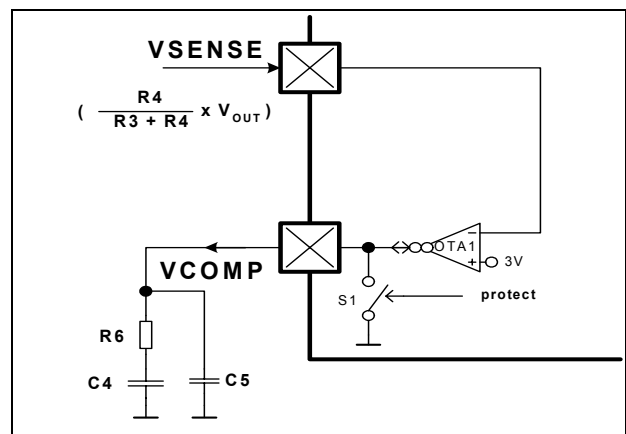 VSENSE
( R4
R3 + R4 x VOUT )
OTA1
−
+
3V
VCOMP
S1
protect
R6
C4
C5